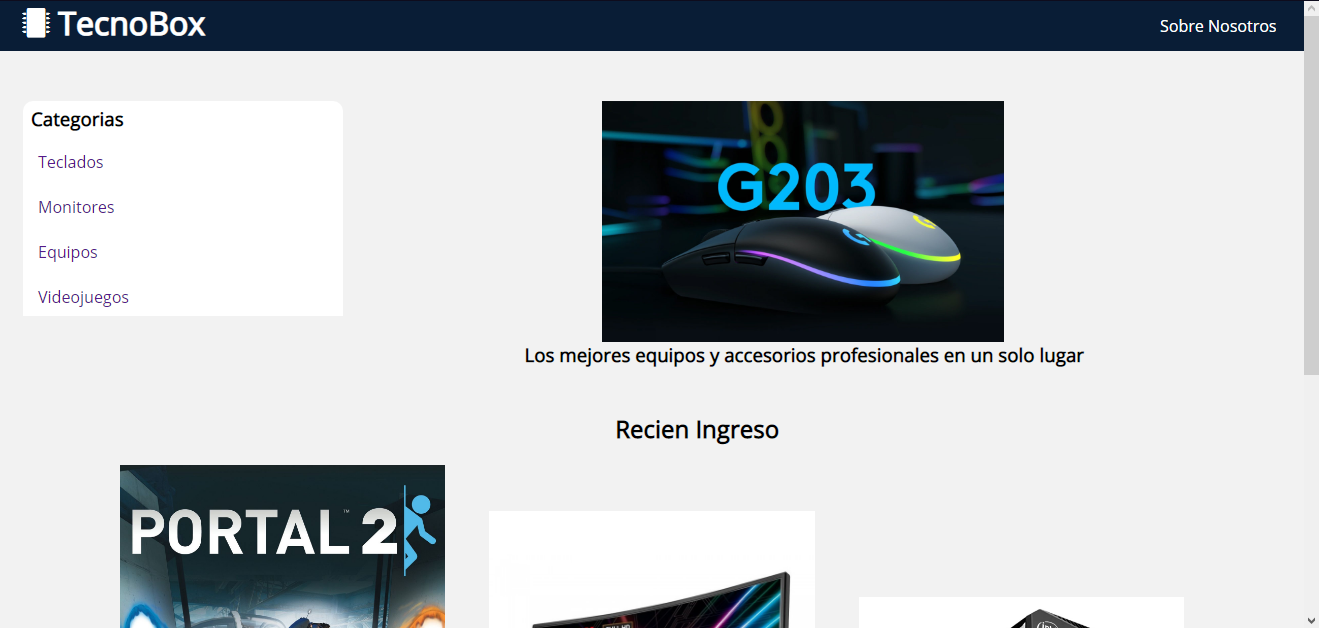 TecnoBox
Sobre Nosotros
Categorias
Teclados
Monitores
Equipos
Videojuegos
G203
Los mejores equipos y accesorios profesionales en un solo lugar
Recien Ingreso
PORTAL 2